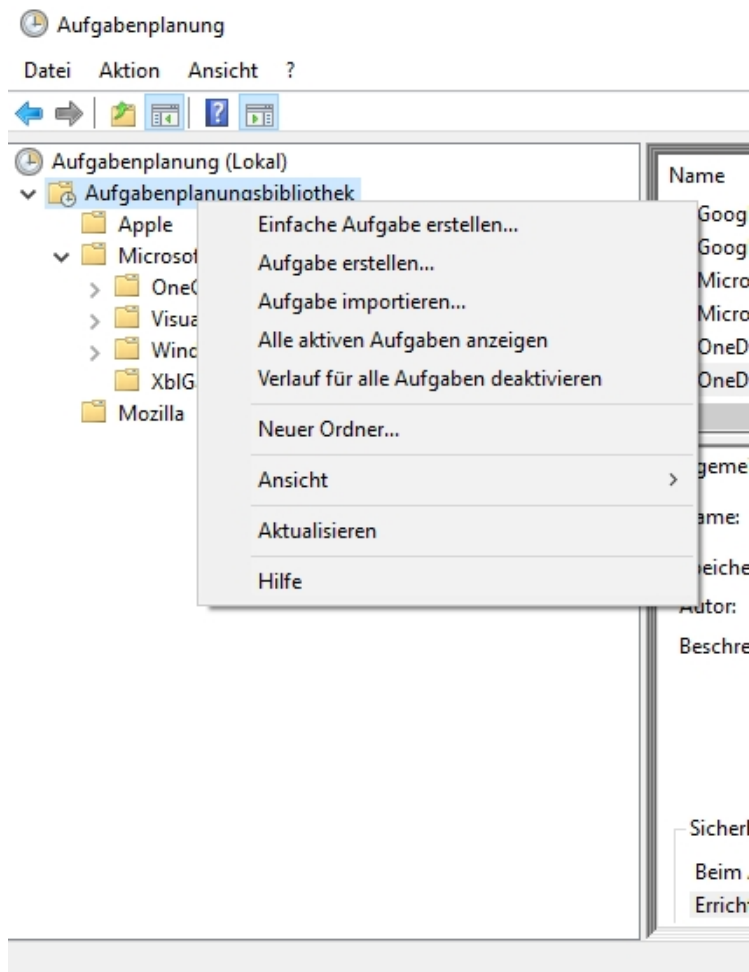 Aufgabenplanung
Datei Aktion Ansicht ?
Aufgabenplanung (Lokal)
Aufgabenplanungsbibliothek
Apple
Mozilla
Einfache Aufgabe erstellen...
Aufgabe erstellen...
Aufgabe importieren...
Alle aktiven Aufgaben anzeigen
Verlauf für alle Aufgaben deaktivieren
Neuer Ordner...
Ansicht
Aktualisieren
Hilfe
Name
Autor:
Beim